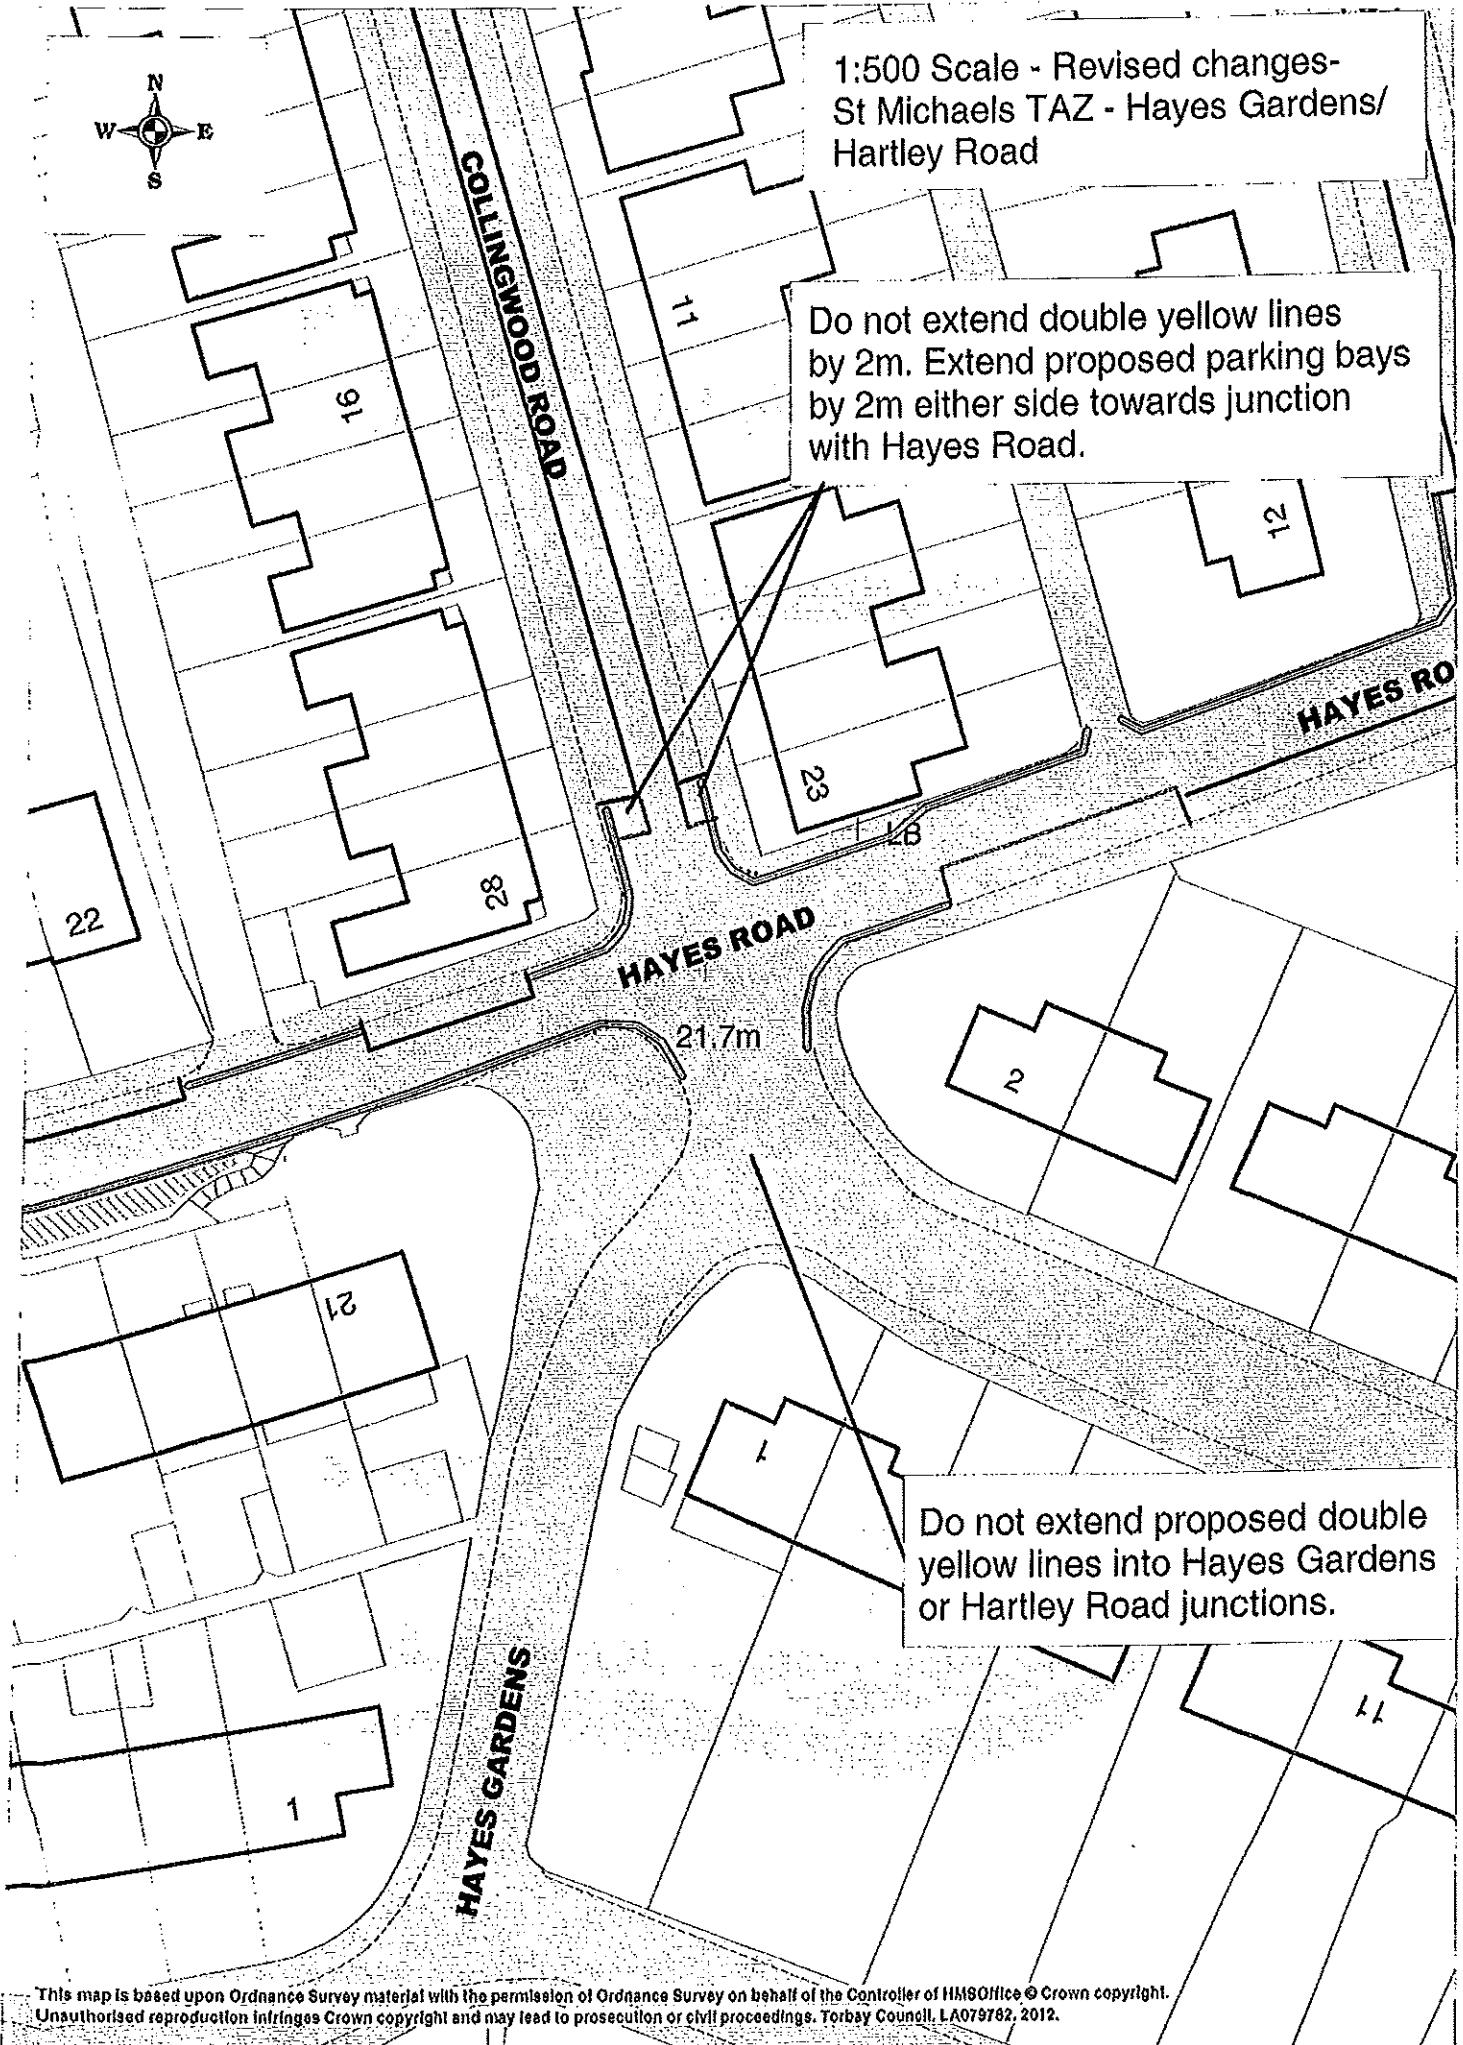 N
W E
S
1:500 Scale - Revised changes-
St Michaels TAZ - Hayes Gardens/
Hartley Road
COLLINGWOOD ROAD
11
Do not extend double yellow lines
by 2m. Extend proposed parking bays
by 2m either side towards junction
with Hayes Road.
16
12
HAYES RO
23
LB
28
22
HAYES ROAD
21.7m
2
21
1
Do not extend proposed double
yellow lines into Hayes Gardens
or Hartley Road junctions.
11
HAYES GARDENS
1
This map is based upon Ordnance Survey material with the permission of Ordnance Survey on behalf of the Controller of HMSOffice © Crown copyright.
Unauthorised reproduction infringes Crown copyright and may lead to prosecution or civil proceedings. Torbay Council. LA079782. 2012.